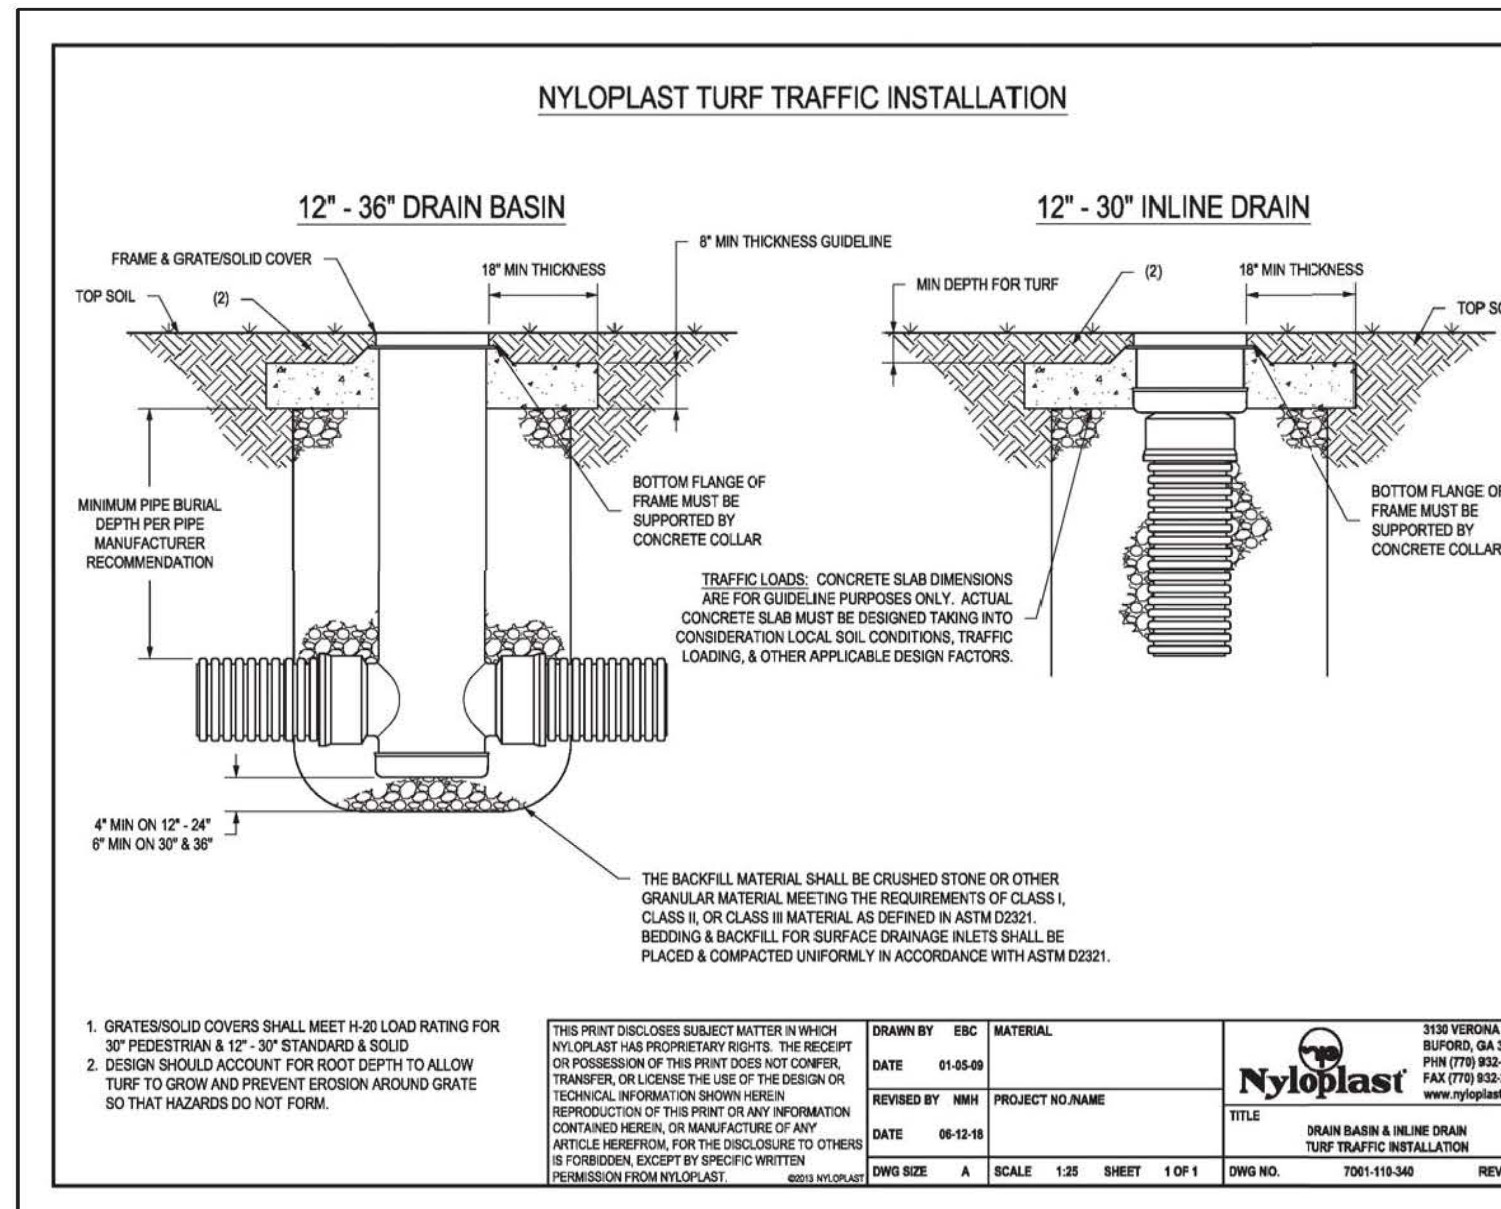 NYLOPLAST TURF TRAFFIC INSTALLATION
12" - 36" DRAIN BASIN
FRAME & GRATE/SOLID COVER
TOP SOIL
(2)
18" MIN THICKNESS
8" MIN THICKNESS GUIDELINE
MINIMUM PIPE BURIAL
DEPTH PER PIPE
MANUFACTURER
RECOMMENDATION
BOTTOM FLANGE OF
FRAME MUST BE
SUPPORTED BY
CONCRETE COLLAR
4" MIN ON 12" - 24"
6" MIN ON 30" & 36"
12" - 30" INLINE DRAIN
MIN DEPTH FOR TURF
(2)
18" MIN THICKNESS
TOP
BOTTOM FLANGE OF
FRAME MUST BE
SUPPORTED BY
CONCRETE COLLAR
TRAFFIC LOADS: CONCRETE SLAB DIMENSIONS
ARE FOR GUIDELINE PURPOSES ONLY. ACTUAL
CONCRETE SLAB MUST BE DESIGNED TAKING INTO
CONSIDERATION LOCAL SOIL CONDITIONS, TRAFFIC
LOADING, & OTHER APPLICABLE DESIGN FACTORS.
THE BACKFILL MATERIAL SHALL BE CRUSHED STONE OR OTHER
GRANULAR MATERIAL MEETING THE REQUIREMENTS OF CLASS I,
CLASS II, OR CLASS III MATERIAL AS DEFINED IN ASTM D2321.
BEDDING & BACKFILL FOR SURFACE DRAINAGE INLETS SHALL BE
PLACED & COMPACTED UNIFORMLY IN ACCORDANCE WITH ASTM D2321.
1. GRATES/SOLID COVERS SHALL MEET H-20 LOAD RATING FOR
30" PEDESTRIAN & 12" - 30" STANDARD & SOLID
2. DESIGN SHOULD ACCOUNT FOR ROOT DEPTH TO ALLOW
TURF TO GROW AND PREVENT EROSION AROUND GRATE
SO THAT HAZARDS DO NOT FORM.
THIS PRINT DISCLOSES SUBJECT MATTER IN WHICH
NYLOPLAST HAS PROPRIETARY RIGHTS. THE RECEIPT
OR POSSESSION OF THIS PRINT DOES NOT CONFER,
TRANSFER, OR LICENSE THE USE OF THE DESIGN OR
TECHNICAL INFORMATION SHOWN HEREIN
REPRODUCTION OF THIS PRINT OR ANY INFORMATION
CONTAINED HEREIN, OR MANUFACTURE OF ANY
ARTICLE HEREFROM, FOR THE DISCLOSURE TO OTHERS
IS FORBIDDEN, EXCEPT BY SPECIFIC WRITTEN
PERMISSION FROM NYLOPLAST. ©2013 NYLOPLAST
DRAWN BY EBC
DATE 01-05-09
REVISED BY NMH
DATE 06-12-18
DWG SIZE A
MATERIAL
PROJECT NO./NAME
SCALE 1:25 SHEET 1 OF 1
Nyloplast
3130 VERONA
BUFORD, GA
PHN (770) 932-
FAX (770) 932-
www.nyloplast
TITLE
DRAIN BASIN & INLINE DRAIN
TURF TRAFFIC INSTALLATION
DWG NO. 7001-110-340 REV